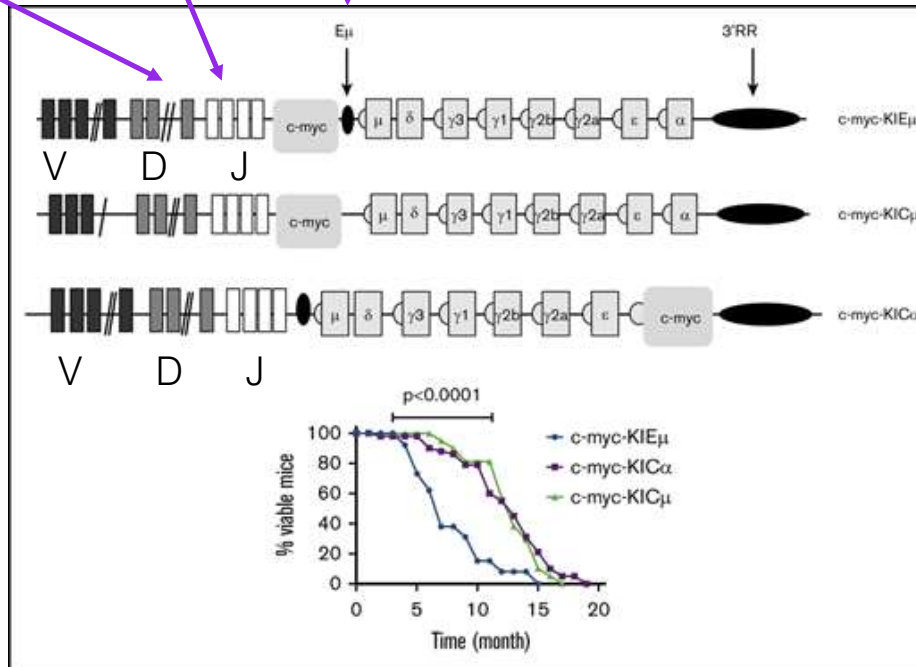 Eμ 3'RR
c-myc μ δ γ3 γ1 γ2b γ2a ε α c-myc-KIEμ
V D J
c-myc μ δ γ3 γ1 γ2b γ2a ε α c-myc-KICμ
μ δ γ3 γ1 γ2b γ2a ε c-myc c-myc-KICα
V D J
p<0.0001
100
80
60
40
20
0
% viable mice
c-myc-KIEμ
c-myc-KICα
c-myc-KICμ
0 5 10 15 20
Time (month)